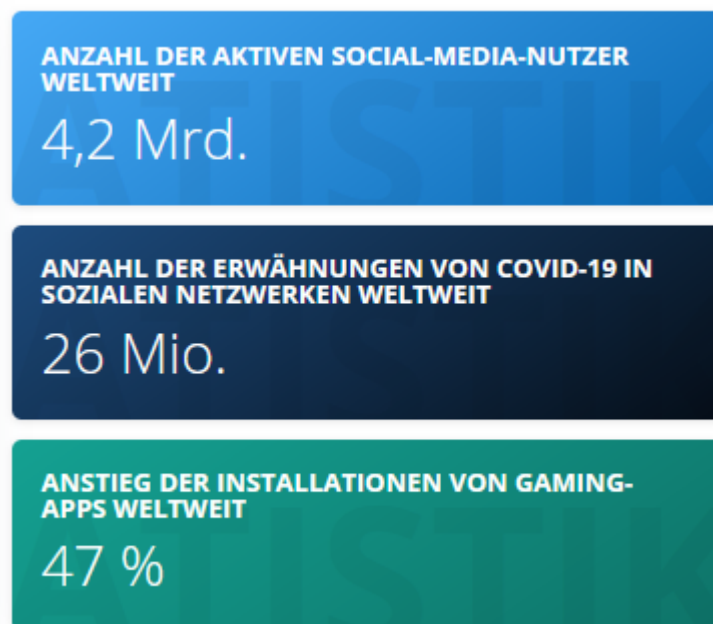 ANZAHL DER AKTIVEN SOCIAL-MEDIA-NUTZER
WELTWEIT
4,2 Mrd.
ANZAHL DER ERWÄHNUNGEN VON COVID-19 IN
SOZIALEN NETZWERKEN WELTWEIT
26 Mio.
ANSTIEG DER INSTALLATIONEN VON GAMING-
APPS WELTWEIT
47 %